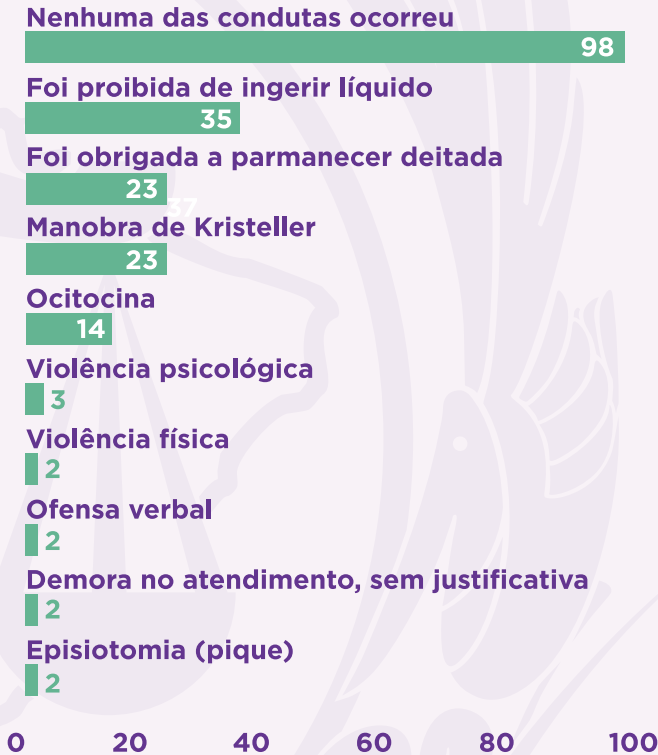 Nenhuma das condutas ocorreu
98
Foi proibida de ingerir líquido
35
Foi obrigada a parmanecer deitada
23
37
Manobra de Kristeller
23
Ocitocina
14
Violência psicológica
3
Violência física
2
Ofensa verbal
2
Demora no atendimento, sem justificativa
2
Episiotomia (pique)
2
0 20 40 60 80 100